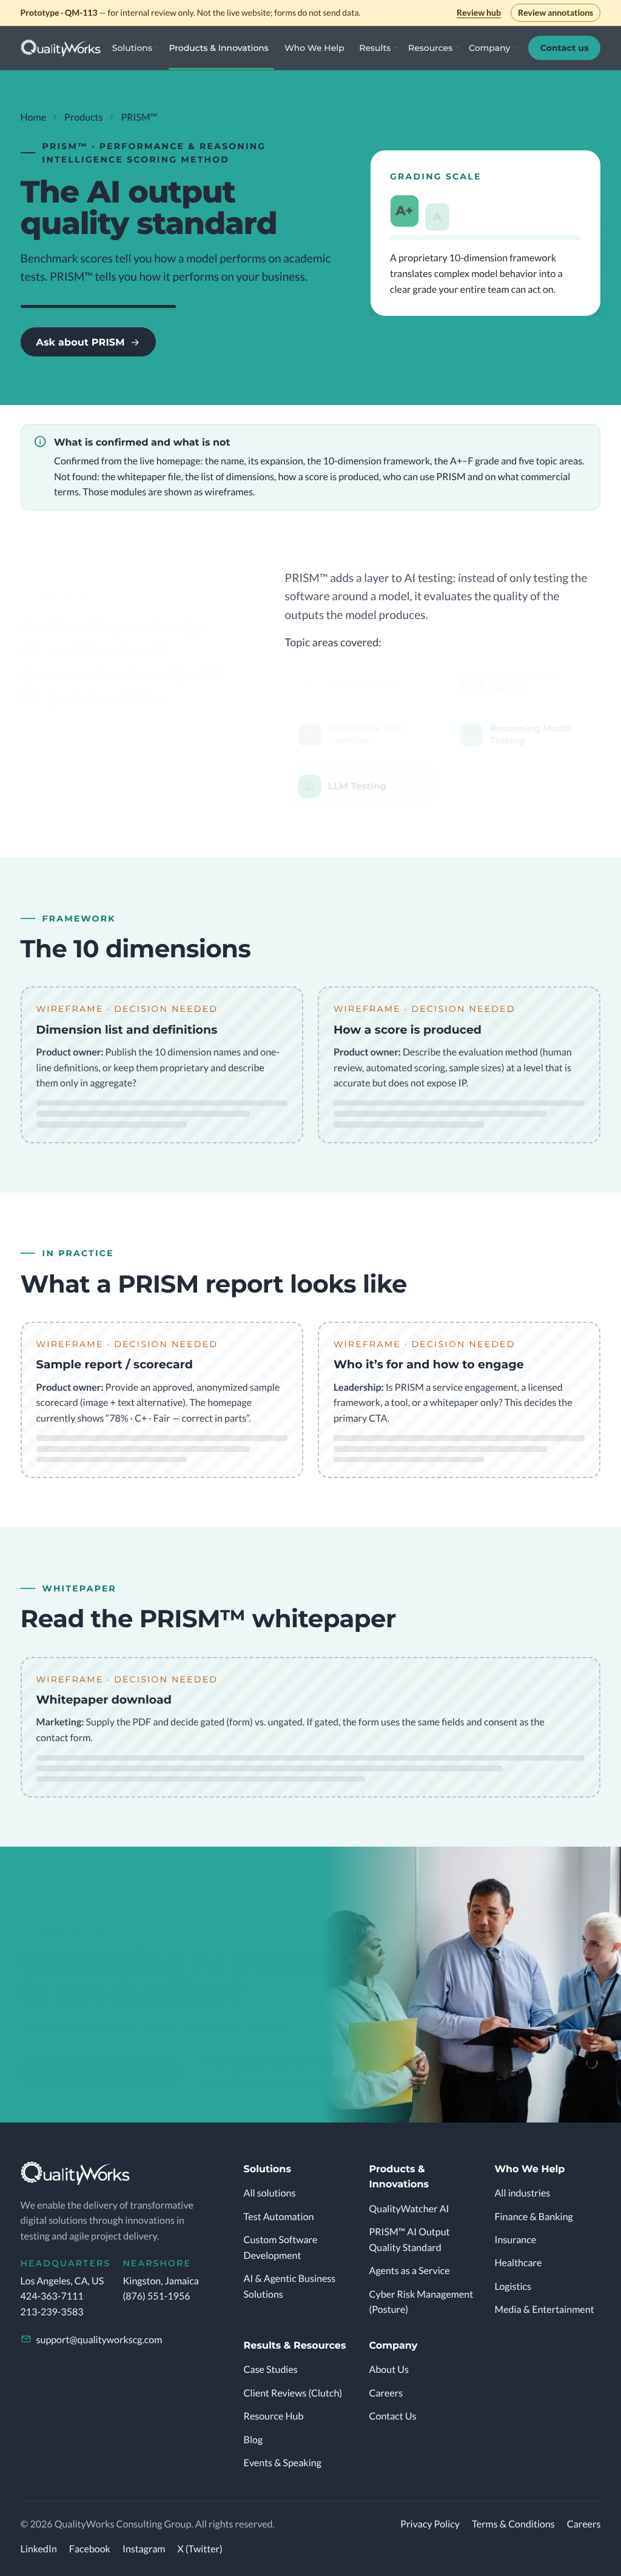 Prototype · QM-113 — for internal review only. Not the live website; forms do not send data.
Review hub
Review annotations
QualityWorks
Solutions
Products & Innovations
Who We Help
Results
Resources
Company
Contact us
Home
Products
PRISM™
PRISM™ · PERFORMANCE & REASONING
INTELLIGENCE SCORING METHOD
The AI output
quality standard
Benchmark scores tell you how a model performs on academic
tests. PRISM™ tells you how it performs on your business.
Ask about PRISM →
GRADING SCALE
A+
A
A proprietary 10-dimension framework
translates complex model behavior into a
clear grade your entire team can act on.
What is confirmed and what is not
Confirmed from the live homepage: the name, its expansion, the 10-dimension framework, the A+–F grade and five topic areas.
Not found: the whitepaper file, the list of dimensions, how a score is produced, who can use PRISM and on what commercial
terms. Those modules are shown as wireframes.
PRISM™ adds a layer to AI testing: instead of only testing the
software around a model, it evaluates the quality of the
outputs the model produces.
Topic areas covered:
Reasoning Model
Testing
LLM Testing
FRAMEWORK
The 10 dimensions
WIREFRAME · DECISION NEEDED
Dimension list and definitions
Product owner: Publish the 10 dimension names and one-
line definitions, or keep them proprietary and describe
them only in aggregate?
WIREFRAME · DECISION NEEDED
How a score is produced
Product owner: Describe the evaluation method (human
review, automated scoring, sample sizes) at a level that is
accurate but does not expose IP.
IN PRACTICE
What a PRISM report looks like
WIREFRAME · DECISION NEEDED
Sample report / scorecard
Product owner: Provide an approved, anonymized sample
scorecard (image + text alternative). The homepage
currently shows “78% · C+ · Fair — correct in parts”.
WIREFRAME · DECISION NEEDED
Who it’s for and how to engage
Leadership: Is PRISM a service engagement, a licensed
framework, a tool, or a whitepaper only? This decides the
primary CTA.
WHITEPAPER
Read the PRISM™ whitepaper
WIREFRAME · DECISION NEEDED
Whitepaper download
Marketing: Supply the PDF and decide gated (form) vs. ungated. If gated, the form uses the same fields and consent as the
contact form.
QualityWorks
We enable the delivery of transformative
digital solutions through innovations in
testing and agile project delivery.
HEADQUARTERS
Los Angeles, CA, US
424-363-7111
213-239-3583
NEARSHORE
Kingston, Jamaica
(876) 551-1956
support@qualityworkscg.com
Solutions
All solutions
Test Automation
Custom Software
Development
AI & Agentic Business
Solutions
Products &
Innovations
QualityWatcher AI
PRISM™ AI Output
Quality Standard
Agents as a Service
Cyber Risk Management
(Posture)
Who We Help
All industries
Finance & Banking
Insurance
Healthcare
Logistics
Media & Entertainment
Results & Resources
Case Studies
Client Reviews (Clutch)
Resource Hub
Blog
Events & Speaking
Company
About Us
Careers
Contact Us
© 2026 QualityWorks Consulting Group. All rights reserved.
Privacy Policy
Terms & Conditions
Careers
LinkedIn
Facebook
Instagram
X (Twitter)